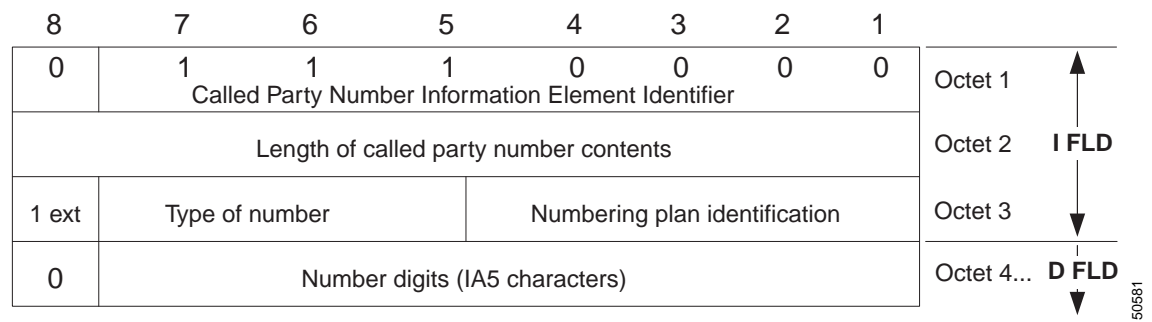 8 7 6 5 4 3 2 1
0 1 1 1 0 0 0 0 Octet 1
Called Party Number Information Element Identifier
Length of called party number contents Octet 2 I FLD
1 ext Type of number Numbering plan identification Octet 3
0 Number digits (IA5 characters) Octet 4... D FLD
50581